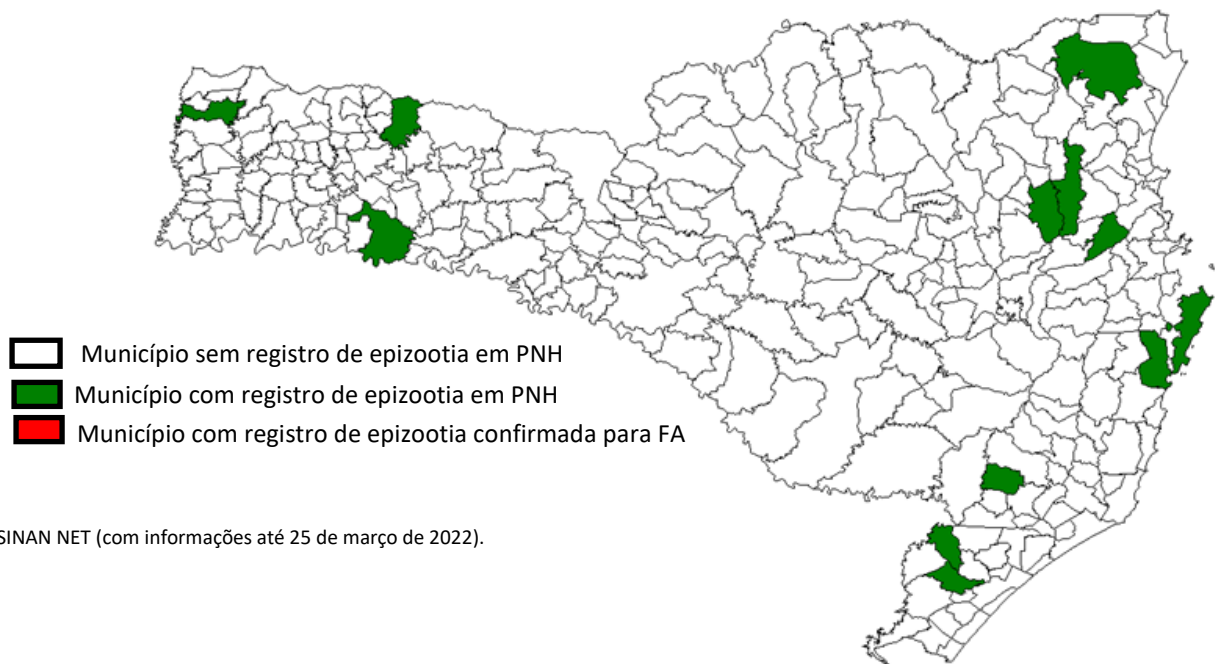 Município sem registro de epizootia em PNH
Município com registro de epizootia em PNH
Município com registro de epizootia confirmada para FA
SINAN NET (com informações até 25 de março de 2022).